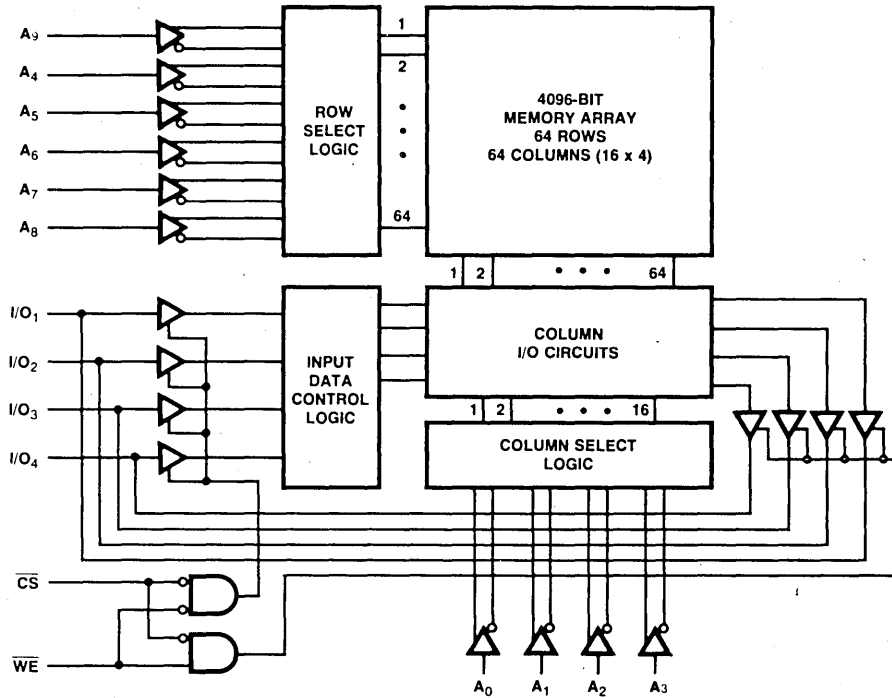 A9
A4
A5
A6
A7
A8
ROW
SELECT
LOGIC
1
2
64
4096-BIT
MEMORY ARRAY
64 ROWS
64 COLUMNS (16 x 4)
1 2 64
I/O1
I/O2
I/O3
I/O4
INPUT
DATA
CONTROL
LOGIC
COLUMN
I/O CIRCUITS
1 2 16
COLUMN SELECT
LOGIC
C̅S̅
W̅E̅
A0 A1 A2 A3